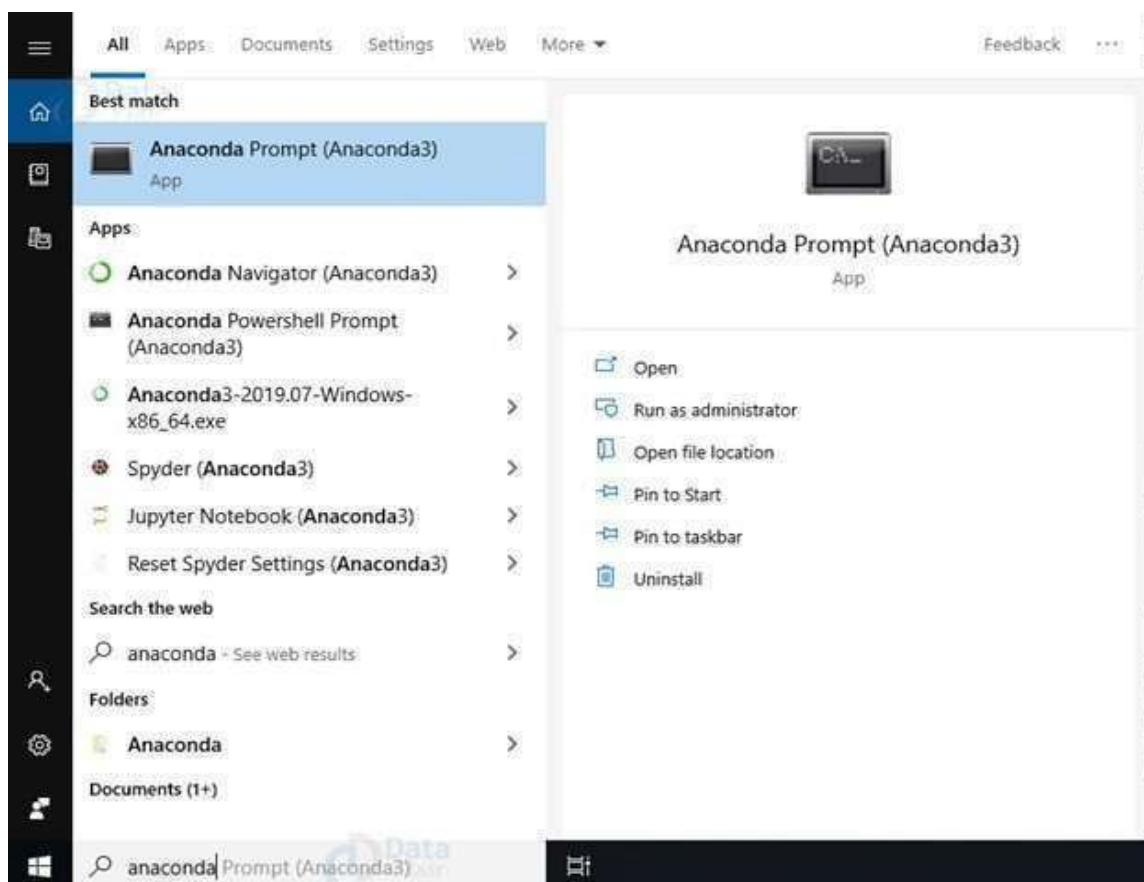 All Apps Documents Settings Web More Feedback ...
Best match
Anaconda Prompt (Anaconda3)
App
Apps
Anaconda Navigator (Anaconda3)
Anaconda Powershell Prompt
(Anaconda3)
Anaconda3-2019.07-Windows-
x86_64.exe
Spyder (Anaconda3)
Jupyter Notebook (Anaconda3)
Reset Spyder Settings (Anaconda3)
Search the web
anaconda - See web results
Folders
Anaconda
Documents (1+)
anaconda Prompt (Anaconda3)
Data
C:\_
Anaconda Prompt (Anaconda3)
App
Open
Run as administrator
Open file location
Pin to Start
Pin to taskbar
Uninstall